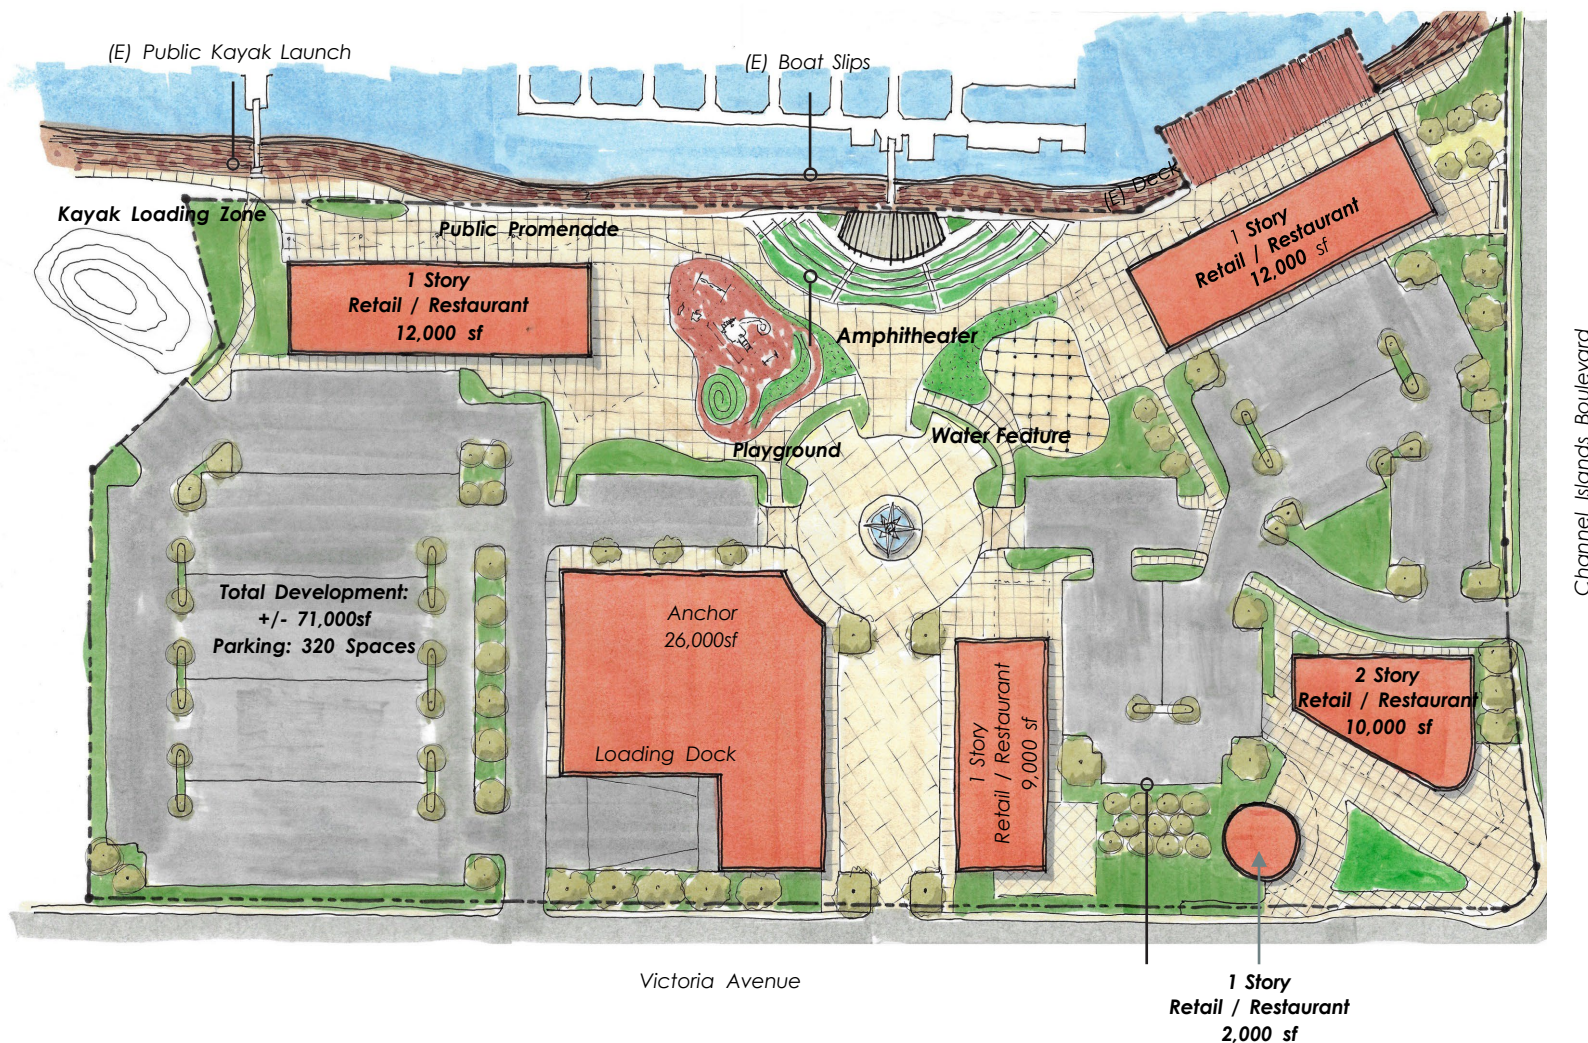 (E) Public Kayak Launch
(E) Boat Slips
(E) Deck
Kayak Loading Zone
Public Promenade
1 Story
Retail / Restaurant
12,000 sf
1 Story
Retail / Restaurant
12,000 sf
Amphitheater
Playground
Water Feature
Channel Islands Boulevard
Total Development:
+/- 71,000sf
Parking: 320 Spaces
Anchor
26,000sf
Loading Dock
1 Story
Retail / Restaurant
9,000 sf
2 Story
Retail / Restaurant
10,000 sf
Victoria Avenue
1 Story
Retail / Restaurant
2,000 sf